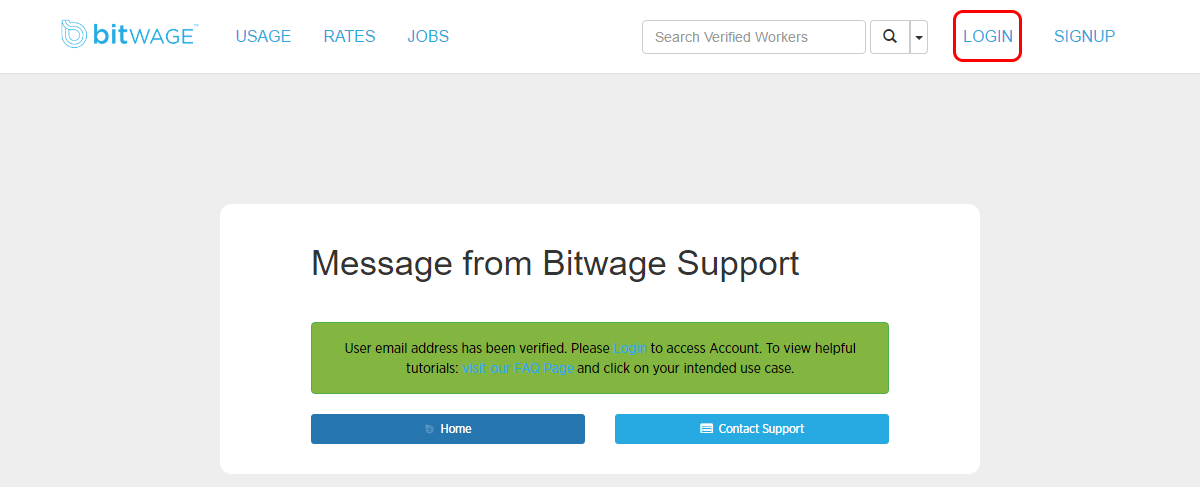 bitWAGE™ USAGE RATES JOBS Search Verified Workers LOGIN SIGNUP
Message from Bitwage Support
User email address has been verified. Please Login to access Account. To view helpful
tutorials: visit our FAQ Page and click on your intended use case.
Home Contact Support